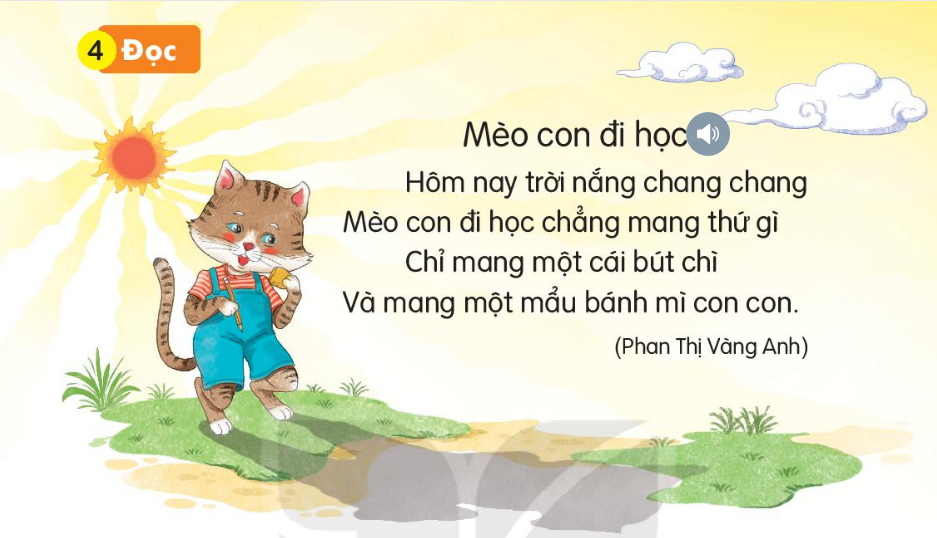 4 Đọc
Mèo con đi học
Hôm nay trời nắng chang chang
Mèo con đi học chẳng mang thứ gì
Chỉ mang một cái bút chì
Và mang một mẩu bánh mì con con.
(Phan Thị Vàng Anh)